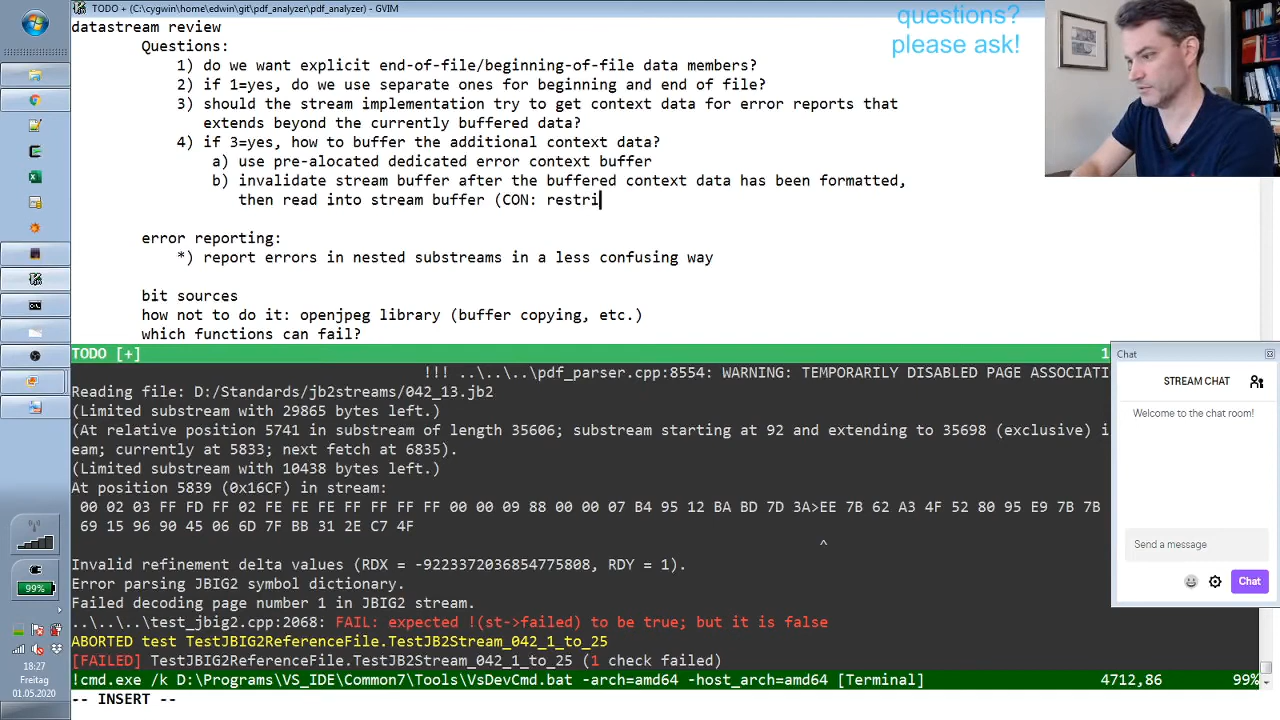 TODO + (C:\cygwin\home\edwin\git\pdf_analyzer\pdf_analyzer) - GVIM
datastream review
Questions:
1) do we want explicit end-of-file/beginning-of-file data members?
2) if 1=yes, do we use separate ones for beginning and end of file?
3) should the stream implementation try to get context data for error reports that
extends beyond the currently buffered data?
4) if 3=yes, how to buffer the additional context data?
a) use pre-alocated dedicated error context buffer
b) invalidate stream buffer after the buffered context data has been formatted,
then read into stream buffer (CON: restri
error reporting:
*) report errors in nested substreams in a less confusing way
bit sources
how not to do it: openjpeg library (buffer copying, etc.)
which functions can fail?
TODO [+]
1
questions?
please ask!
!!! ..\..\..\pdf_parser.cpp:8554: WARNING: TEMPORARILY DISABLED PAGE ASSOCIATI
Reading file: D:/Standards/jb2streams/042_13.jb2
(Limited substream with 29865 bytes left.)
(At relative position 5741 in substream of length 35606; substream starting at 92 and extending to 35698 (exclusive) i
eam; currently at 5833; next fetch at 6835).
(Limited substream with 10438 bytes left.)
At position 5839 (0x16CF) in stream:
00 02 03 FF FD FF 02 FE FE FE FF FF FF FF 00 00 09 88 00 00 07 B4 95 12 BA BD 7D 3A>EE 7B 62 A3 4F 52 80 95 E9 7B 7B
69 15 96 90 45 06 6D 7F BB 31 2E C7 4F
^
Invalid refinement delta values (RDX = -9223372036854775808, RDY = 1).
Error parsing JBIG2 symbol dictionary.
Failed decoding page number 1 in JBIG2 stream.
..\..\..\test_jbig2.cpp:2068: FAIL: expected !(st->failed) to be true; but it is false
ABORTED test TestJBIG2ReferenceFile.TestJB2Stream_042_1_to_25
[FAILED] TestJBIG2ReferenceFile.TestJB2Stream_042_1_to_25 (1 check failed)
!cmd.exe /k D:\Programs\VS_IDE\Common7\Tools\VsDevCmd.bat -arch=amd64 -host_arch=amd64 [Terminal] 4712,86 99%
-- INSERT --
Chat
STREAM CHAT
Welcome to the chat room!
Send a message
Chat
99%
18:27
Freitag
01.05.2020